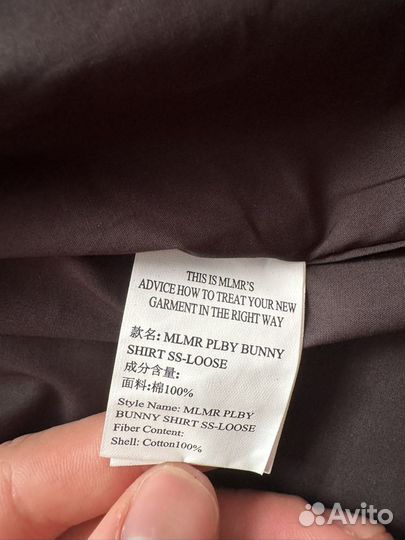 THIS IS MLMR'S
ADVICE HOW TO TREAT YOUR NEW
GARMENT IN THE RIGHT WAY
款名: MLMR PLBY BUNNY
SHIRT SS-LOOSE
成分含量:
面料:棉100%
Style Name: MLMR PLBY
BUNNY SHIRT SS-LOOSE
Fiber Content:
Shell: Cotton100%
Avito